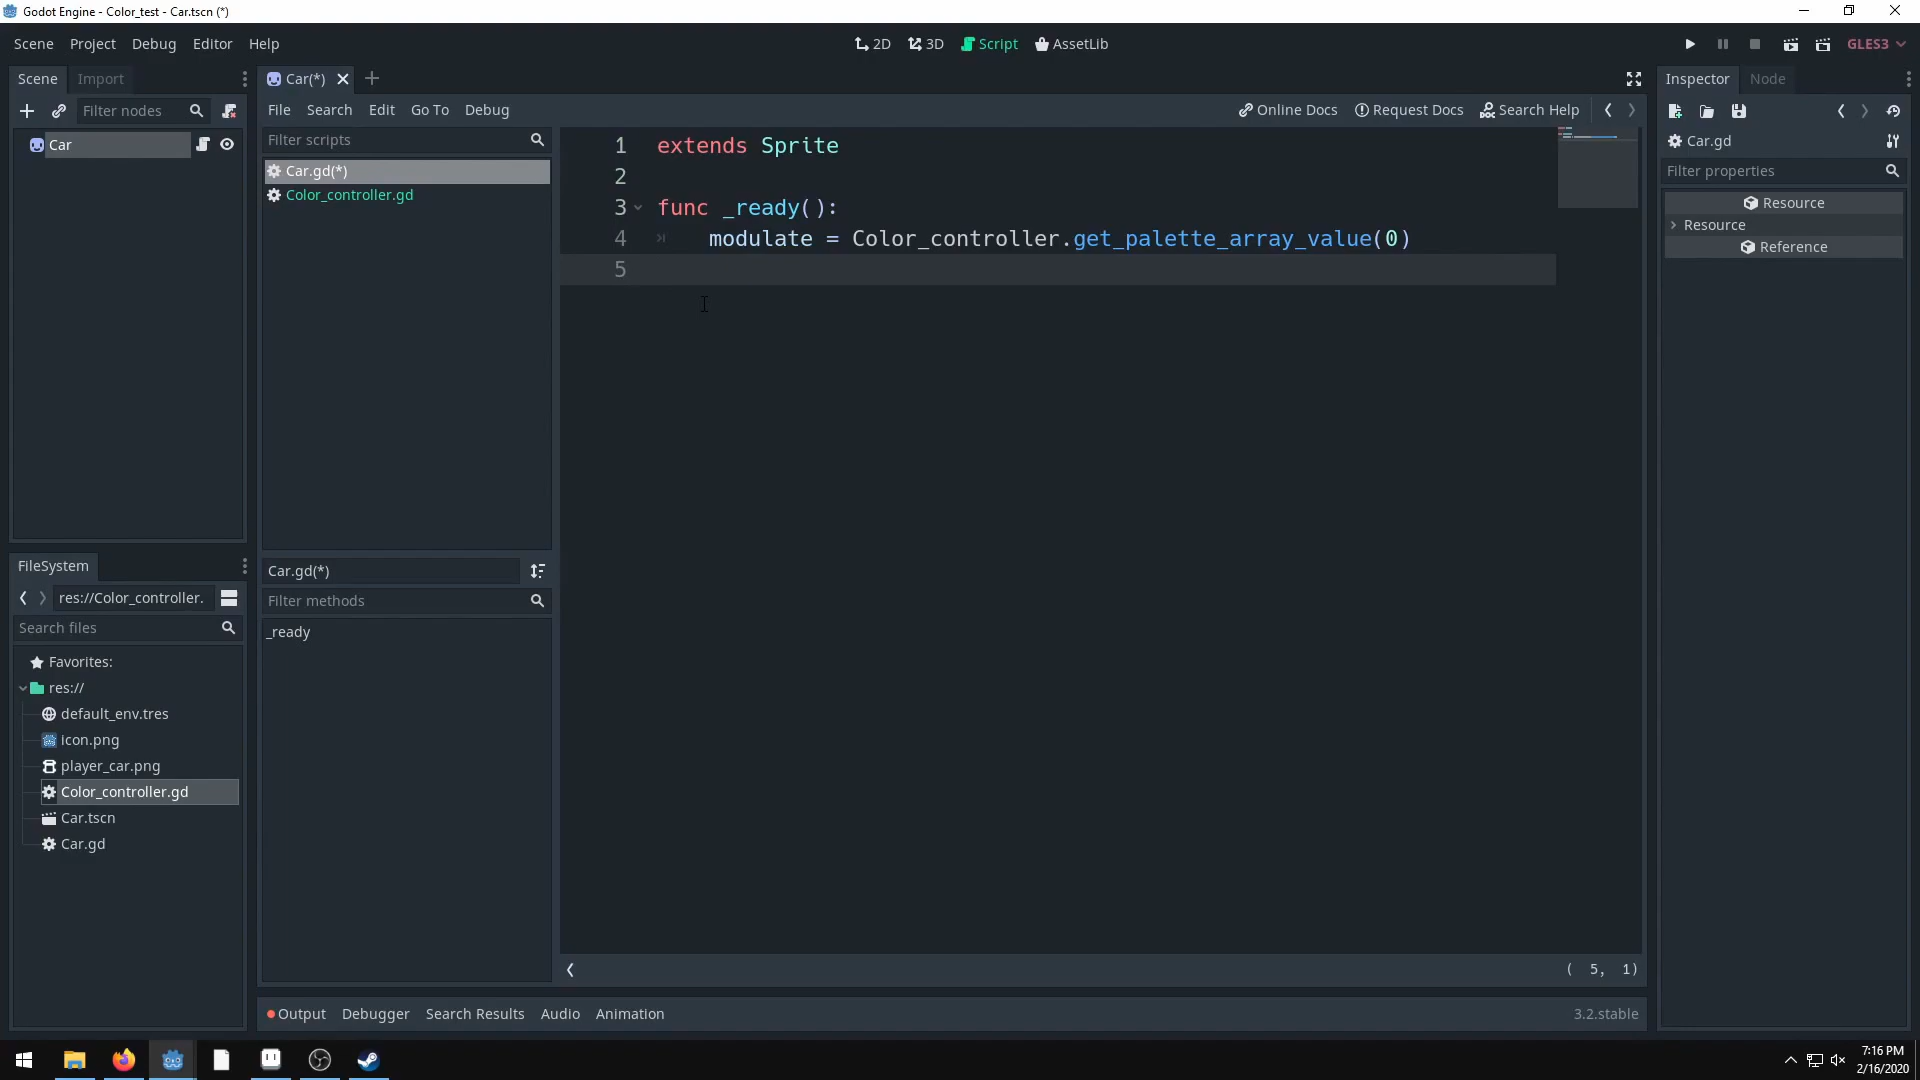 Godot Engine - Color_test - Car.tscn (*)
Scene Project Debug Editor Help
2D 3D Script AssetLib
GLES3
Scene Import
Filter nodes
Car
Car(*)
File Search Edit Go To Debug
Online Docs Request Docs Search Help
Filter scripts
Car.gd(*)
Color_controller.gd
Car.gd(*)
Filter methods
_ready
1 extends Sprite
2
3 func _ready():
4 modulate = Color_controller.get_palette_array_value(0)
5
( 5, 1)
Output Debugger Search Results Audio Animation
3.2.stable
Inspector Node
Car.gd
Filter properties
Resource
Resource
Reference
FileSystem
res://Color_controller.
Search files
Favorites:
res://
default_env.tres
icon.png
player_car.png
Color_controller.gd
Car.tscn
Car.gd
7:16 PM
2/16/2020